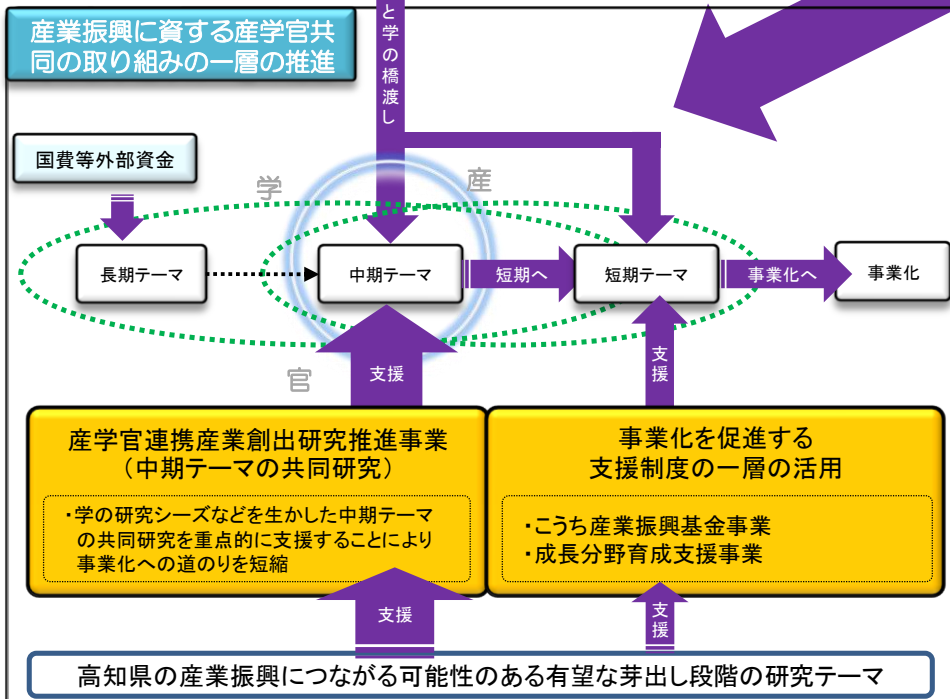 産業振興に資する産学官共
同の取り組みの一層の推進
と学の橋渡し
国費等外部資金
学
産
長期テーマ
中期テーマ
短期へ
短期テーマ
事業化へ
事業化
官
支援
支援
産学官連携産業創出研究推進事業
（中期テーマの共同研究）
・学の研究シーズなどを生かした中期テーマ
の共同研究を重点的に支援することにより
事業化への道のりを短縮
事業化を促進する
支援制度の一層の活用
・こうち産業振興基金事業
・成長分野育成支援事業
支援
支援
高知県の産業振興につながる可能性のある有望な芽出し段階の研究テーマ